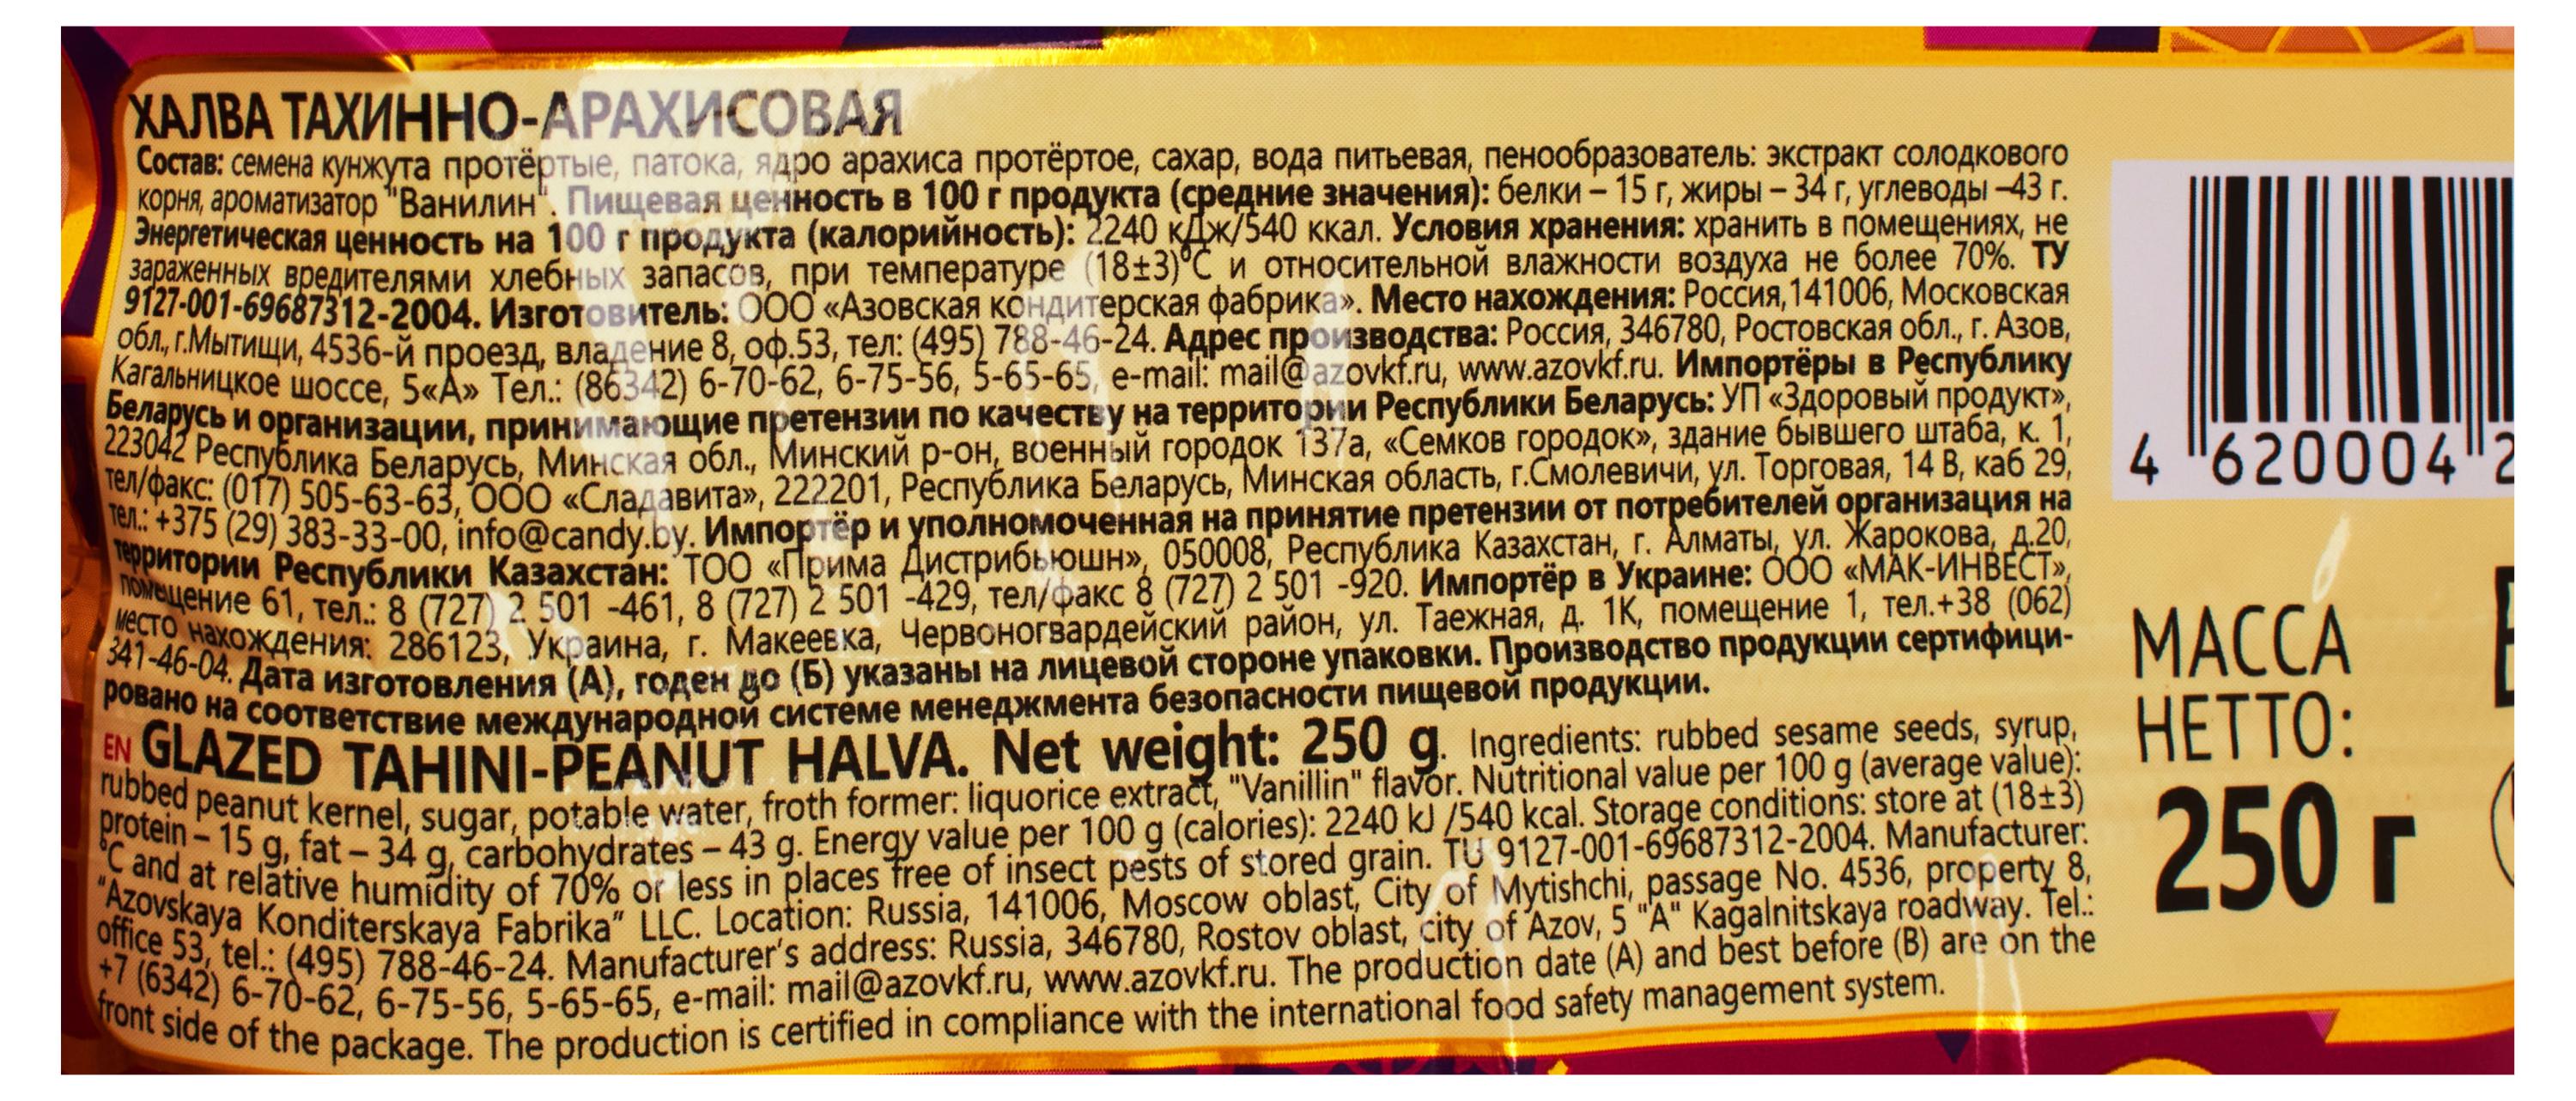 ХАЛВА ТАХИННО-АРАХИСОВАЯ
Состав: семена кунжута протёртые, патока, ядро арахиса протёртое, сахар, вода питьевая, пенообразователь: экстракт солодкового
корня, ароматизатор "Ванилин". Пищевая ценность в 100 г продукта (средние значения): белки – 15 г, жиры – 34 г, углеводы –43 г.
Энергетическая ценность на 100 г продукта (калорийность): 2240 кДж/540 ккал. Условия хранения: хранить в помещениях, не
зараженных вредителями хлебных запасов, при температуре (18±3)°C и относительной влажности воздуха не более 70%. ТУ
9127-001-69687312-2004. Изготовитель: ООО «Азовская кондитерская фабрика». Место нахождения: Россия,141006, Московская
обл., г.Мытищи, 4536-й проезд, владение 8, оф.53, тел: (495) 788-46-24. Адрес производства: Россия, 346780, Ростовская обл., г. Азов,
Кагальницкое шоссе, 5«А» Тел.: (86342) 6-70-62, 6-75-56, 5-65-65, e-mail: mail@azovkf.ru, www.azovkf.ru. Импортёры в Республику
Беларусь и организации, принимающие претензии по качеству на территории Республики Беларусь: УП «Здоровый продукт»,
223042 Республика Беларусь, Минская обл., Минский р-он, военный городок 137а, «Семков городок», здание бывшего штаба, к. 1,
тел/факс: (017) 505-63-63, ООО «Сладавита», 222201, Республика Беларусь, Минская область, г.Смолевичи, ул. Торговая, 14 В, каб 29,
тел.: +375 (29) 383-33-00, info@candy.by. Импортёр и уполномоченная на принятие претензии от потребителей организация на
территории Республики Казахстан: ТОО «Прима Дистрибьюшн», 050008, Республика Казахстан, г. Алматы, ул. Жарокова, д.20,
помещение 61, тел.: 8 (727) 2 501 -461, 8 (727) 2 501 -429, тел/факс 8 (727) 2 501 -920. Импортёр в Украине: ООО «МАК-ИНВЕСТ»,
место нахождения: 286123, Украина, г. Макеевка, Червоногвардейский район, ул. Таежная, д. 1К, помещение 1, тел.+38 (062)
341-46-04. Дата изготовления (А), годен до (Б) указаны на лицевой стороне упаковки. Производство продукции сертифици-
ровано на соответствие международной системе менеджмента безопасности пищевой продукции.
EN GLAZED TAHINI-PEANUT HALVA. Net weight: 250 g. Ingredients: rubbed sesame seeds, syrup,
rubbed peanut kernel, sugar, potable water, froth former: liquorice extract, "Vanillin" flavor. Nutritional value per 100 g (average value):
protein – 15 g, fat – 34 g, carbohydrates – 43 g. Energy value per 100 g (calories): 2240 kJ /540 kcal. Storage conditions: store at (18±3)
°C and at relative humidity of 70% or less in places free of insect pests of stored grain. TU 9127-001-69687312-2004. Manufacturer:
"Azovskaya Konditerskaya Fabrika" LLC. Location: Russia, 141006, Moscow oblast, City of Mytishchi, passage No. 4536, property 8,
office 53, tel.: (495) 788-46-24. Manufacturer's address: Russia, 346780, Rostov oblast, city of Azov, 5 "A" Kagalnitskaya roadway. Tel.:
+7 (6342) 6-70-62, 6-75-56, 5-65-65, e-mail: mail@azovkf.ru, www.azovkf.ru. The production date (A) and best before (B) are on the
front side of the package. The production is certified in compliance with the international food safety management system.
4 620004 2
МАССА
НЕТТО:
250 г